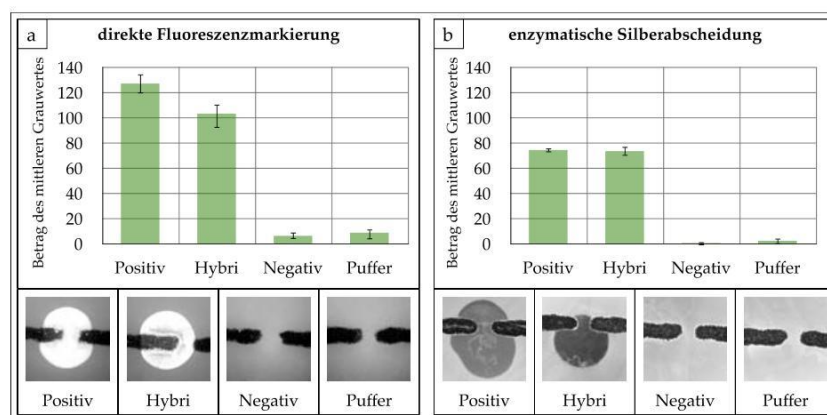 a
direkte Fluoreszenzmarkierung
Betrag des mittleren Grauwertes
140
120
100
80
60
40
20
0
Positiv Hybri Negativ Puffer
Positiv Hybri Negativ Puffer
b
enzymatische Silberabscheidung
Betrag des mittleren Grauwertes
140
120
100
80
60
40
20
0
Positiv Hybri Negativ Puffer
Positiv Hybri Negativ Puffer